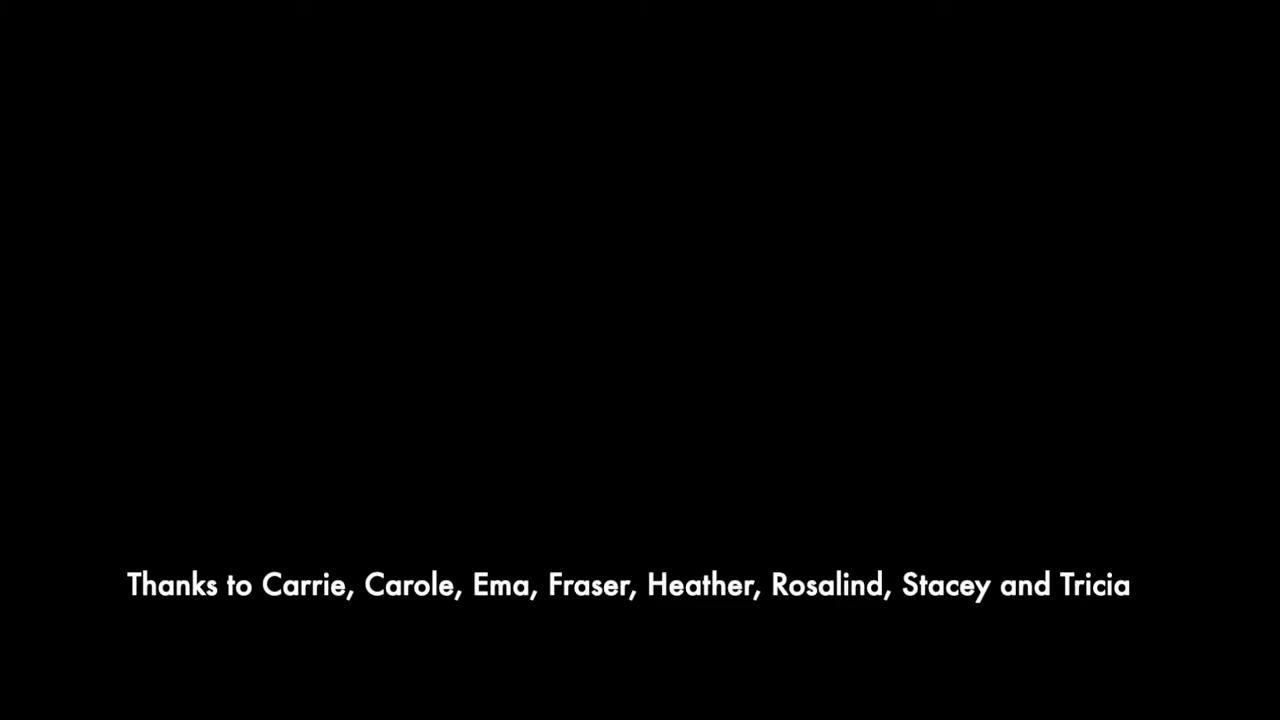 Thanks to Carrie, Carole, Ema, Fraser, Heather, Rosalind, Stacey and Tricia